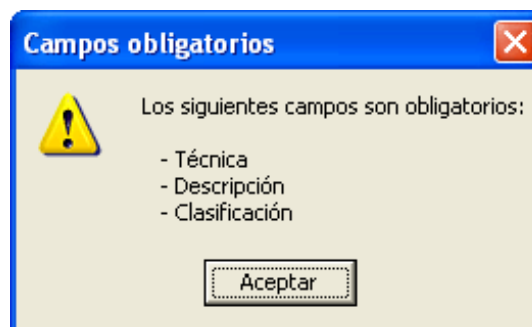 Campos obligatorios
Los siguientes campos son obligatorios:
- Técnica
- Descripción
- Clasificación
Aceptar